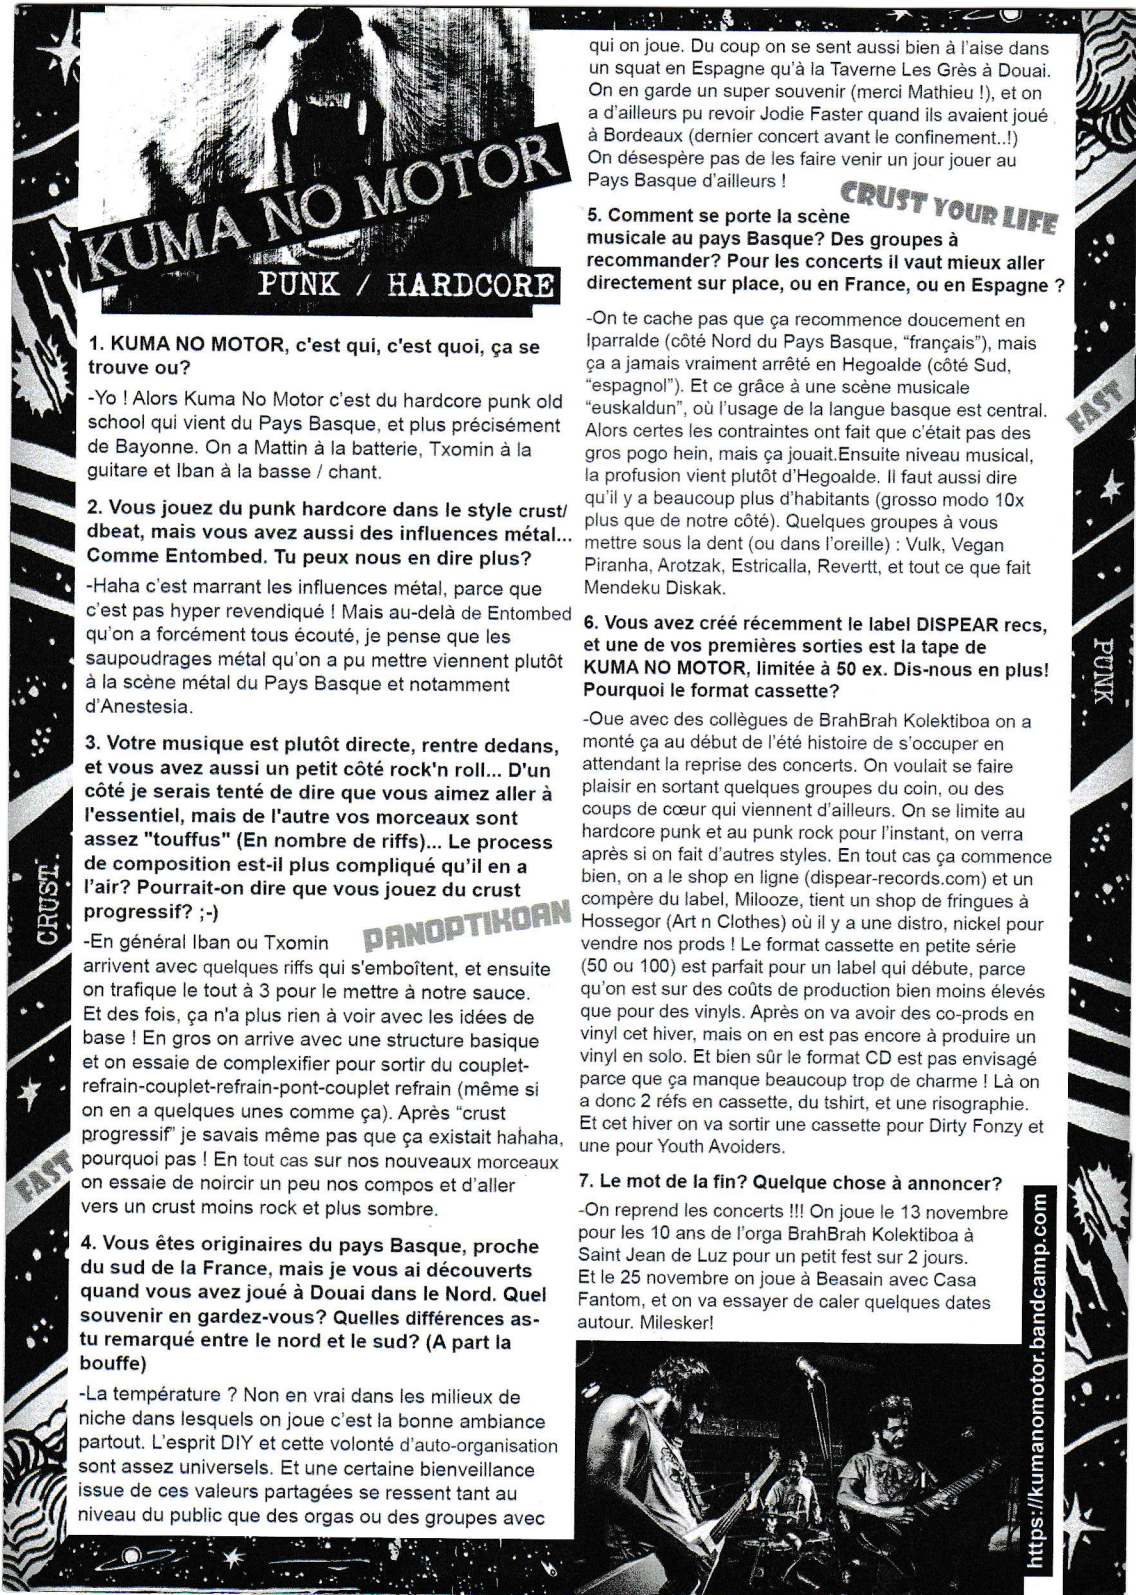 KUMA NO MOTOR
PUNK / HARDCORE
1. KUMA NO MOTOR, c'est qui, c'est quoi, ça se
trouve ou?
-Yo ! Alors Kuma No Motor c'est du hardcore punk old
school qui vient du Pays Basque, et plus précisément
de Bayonne. On a Mattin à la batterie, Txomin à la
guitare et Iban à la basse / chant.
2. Vous jouez du punk hardcore dans le style crust/
dbeat, mais vous avez aussi des influences métal...
Comme Entombed. Tu peux nous en dire plus?
-Haha c'est marrant les influences métal, parce que
c'est pas hyper revendiqué ! Mais au-delà de Entombed
qu'on a forcément tous écouté, je pense que les
saupoudrages métal qu'on a pu mettre viennent plutôt
à la scène métal du Pays Basque et notamment
d'Anestesia.
3. Votre musique est plutôt directe, rentre dedans,
et vous avez aussi un petit côté rock'n roll... D'un
côté je serais tenté de dire que vous aimez aller à
l'essentiel, mais de l'autre vos morceaux sont
assez "touffus" (En nombre de riffs)... Le process
de composition est-il plus compliqué qu'il en a
l'air? Pourrait-on dire que vous jouez du crust
progressif? ;-)
PANOPTIKOAN
-En général Iban ou Txomin
arrivent avec quelques riffs qui s'emboîtent, et ensuite
on trafique le tout à 3 pour le mettre à notre sauce.
Et des fois, ça n'a plus rien à voir avec les idées de
base ! En gros on arrive avec une structure basique
et on essaie de complexifier pour sortir du couplet-
refrain-couplet-refrain-pont-couplet refrain (même si
on en a quelques unes comme ça). Après “crust
progressif” je savais même pas que ça existait hahaha,
pourquoi pas ! En tout cas sur nos nouveaux morceaux
on essaie de noircir un peu nos compos et d'aller
vers un crust moins rock et plus sombre.
4. Vous êtes originaires du pays Basque, proche
du sud de la France, mais je vous ai découverts
quand vous avez joué à Douai dans le Nord. Quel
souvenir en gardez-vous? Quelles différences as-
tu remarqué entre le nord et le sud? (A part la
bouffe)
-La température ? Non en vrai dans les milieux de
niche dans lesquels on joue c'est la bonne ambiance
partout. L'esprit DIY et cette volonté d'auto-organisation
sont assez universels. Et une certaine bienveillance
issue de ces valeurs partagées se ressent tant au
niveau du public que des orgas ou des groupes avec
qui on joue. Du coup on se sent aussi bien à l'aise dans
un squat en Espagne qu'à la Taverne Les Grès à Douai.
On en garde un super souvenir (merci Mathieu !), et on
a d'ailleurs pu revoir Jodie Faster quand ils avaient joué
à Bordeaux (dernier concert avant le confinement..!)
On désespère pas de les faire venir un jour jouer au
Pays Basque d'ailleurs !
CRUST YOUR LIFE
5. Comment se porte la scène
musicale au pays Basque? Des groupes à
recommander? Pour les concerts il vaut mieux aller
directement sur place, ou en France, ou en Espagne ?
-On te cache pas que ça recommence doucement en
Iparralde (côté Nord du Pays Basque, “français”), mais
ça a jamais vraiment arrêté en Hegoalde (côté Sud,
“espagnol”). Et ce grâce à une scène musicale
“euskaldun”, où l'usage de la langue basque est central.
Alors certes les contraintes ont fait que c'était pas des
gros pogo hein, mais ça jouait.Ensuite niveau musical,
la profusion vient plutôt d'Hegoalde. Il faut aussi dire
qu'il y a beaucoup plus d'habitants (grosso modo 10x
plus que de notre côté). Quelques groupes à vous
mettre sous la dent (ou dans l'oreille) : Vulk, Vegan
Piranha, Arotzak, Estricalla, Revertt, et tout ce que fait
Mendeku Diskak.
6. Vous avez créé récemment le label DISPEAR recs,
et une de vos premières sorties est la tape de
KUMA NO MOTOR, limitée à 50 ex. Dis-nous en plus!
Pourquoi le format cassette?
-Oue avec des collègues de BrahBrah Kolektiboa on a
monté ça au début de l'été histoire de s'occuper en
attendant la reprise des concerts. On voulait se faire
plaisir en sortant quelques groupes du coin, ou des
coups de cœur qui viennent d'ailleurs. On se limite au
hardcore punk et au punk rock pour l'instant, on verra
après si on fait d'autres styles. En tout cas ça commence
bien, on a le shop en ligne (dispear-records.com) et un
compère du label, Milooze, tient un shop de fringues à
Hossegor (Art n Clothes) où il y a une distro, nickel pour
vendre nos prods ! Le format cassette en petite série
(50 ou 100) est parfait pour un label qui débute, parce
qu'on est sur des coûts de production bien moins élevés
que pour des vinyls. Après on va avoir des co-prods en
vinyl cet hiver, mais on en est pas encore à produire un
vinyl en solo. Et bien sûr le format CD est pas envisagé
parce que ça manque beaucoup trop de charme ! Là on
a donc 2 réfs en cassette, du tshirt, et une risographie.
Et cet hiver on va sortir une cassette pour Dirty Fonzy et
une pour Youth Avoiders.
7. Le mot de la fin? Quelque chose à annoncer?
-On reprend les concerts !!! On joue le 13 novembre
pour les 10 ans de l'orga BrahBrah Kolektiboa à
Saint Jean de Luz pour un petit fest sur 2 jours.
Et le 25 novembre on joue à Beasain avec Casa
Fantom, et on va essayer de caler quelques dates
autour. Milesker!
https://kumanomotor.bandcamp.com
CRUST
FAST
FAST
PUNK